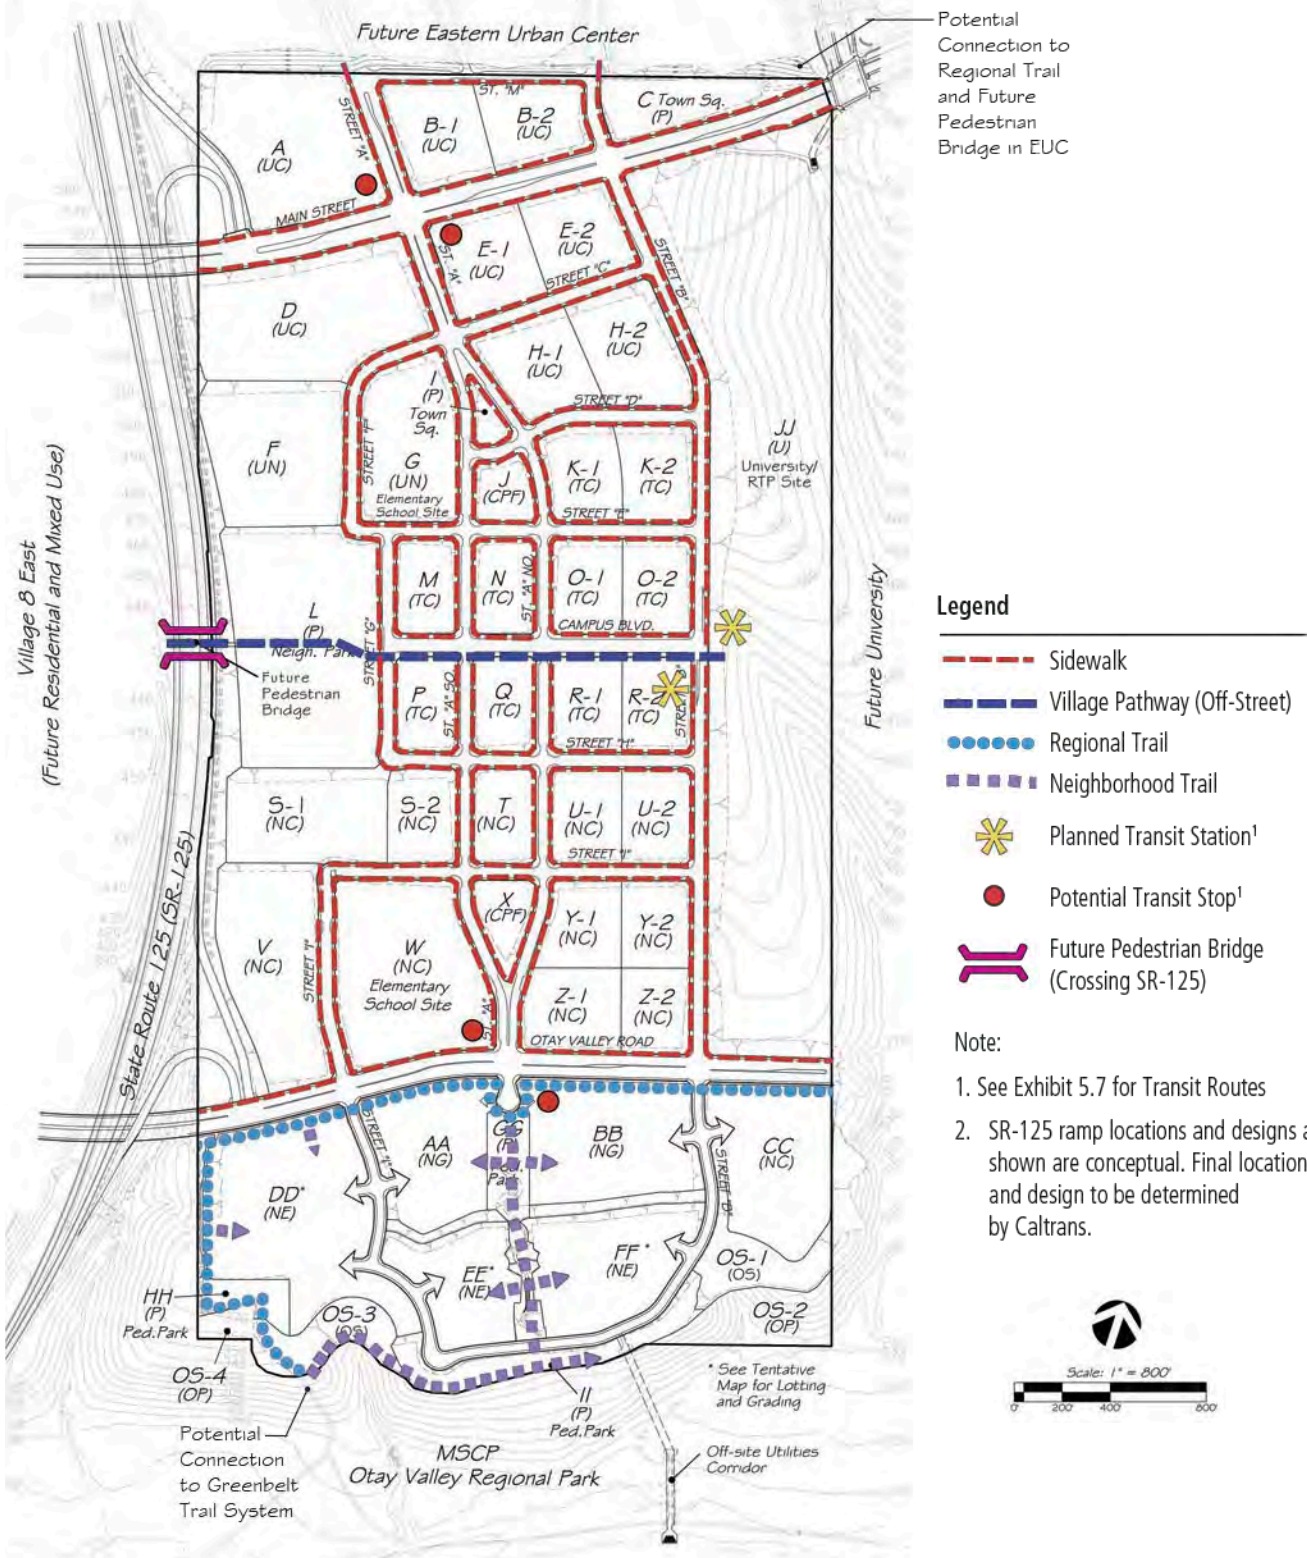 Future Eastern Urban Center
Potential
Connection to
Regional Trail
and Future
Pedestrian
Bridge in EUC
A
(UC)
STREET "A"
ST. "M"
B-1
(UC)
B-2
(UC)
C Town Sq.
(P)
MAIN STREET
ST. "A"
E-1
(UC)
E-2
(UC)
STREET "C"
STREET "B"
D
(UC)
H-1
(UC)
H-2
(UC)
STREET "D"
I
(P)
Town
Sq.
F
(UN)
STREET "F"
G
(UN)
Elementary
School Site
J
(CPF)
K-1
(TC)
K-2
(TC)
STREET "E"
JJ
(U)
University/
RTP Site
Village 8 East
(Future Residential and Mixed Use)
Future University
L
(P)
Neigh. Park
STREET "G"
M
(TC)
N
(TC)
ST. "A" NO.
O-1
(TC)
O-2
(TC)
CAMPUS BLVD.
Future
Pedestrian
Bridge
P
(TC)
ST. "A" SO.
Q
(TC)
R-1
(TC)
(TC)
STREET "H"
S-1
(NC)
S-2
(NC)
T
(NC)
U-1
(NC)
U-2
(NC)
STREET "I"
State Route 125 (SR-125)
V
(NC)
STREET "I"
W
(NC)
Elementary
School Site
X
(CPF)
Y-1
(NC)
Y-2
(NC)
Z-1
(NC)
Z-2
(NC)
ST. "A"
OTAY VALLEY ROAD
AA
(NG)
GG
(P)
BB
(NG)
CC
(NC)
DD*
(NE)
EE*
(NE)
FF *
(NE)
OS-1
(OS)
OS-2
(OP)
HH
(P)
Ped.Park
OS-3
(OS)
OS-4
(OP)
II
(P)
Ped.Park
* See Tentative
Map for Lotting
and Grading
Potential
Connection
to Greenbelt
Trail System
MSCP
Otay Valley Regional Park
Off-site Utilities
Corridor
Legend
Sidewalk
Village Pathway (Off-Street)
Regional Trail
Neighborhood Trail
Planned Transit Station¹
Potential Transit Stop¹
Future Pedestrian Bridge
(Crossing SR-125)
Note:
1. See Exhibit 5.7 for Transit Routes
2. SR-125 ramp locations and designs a
shown are conceptual. Final location
and design to be determined
by Caltrans.
Scale: 1" = 800'
0' 200' 400' 800'